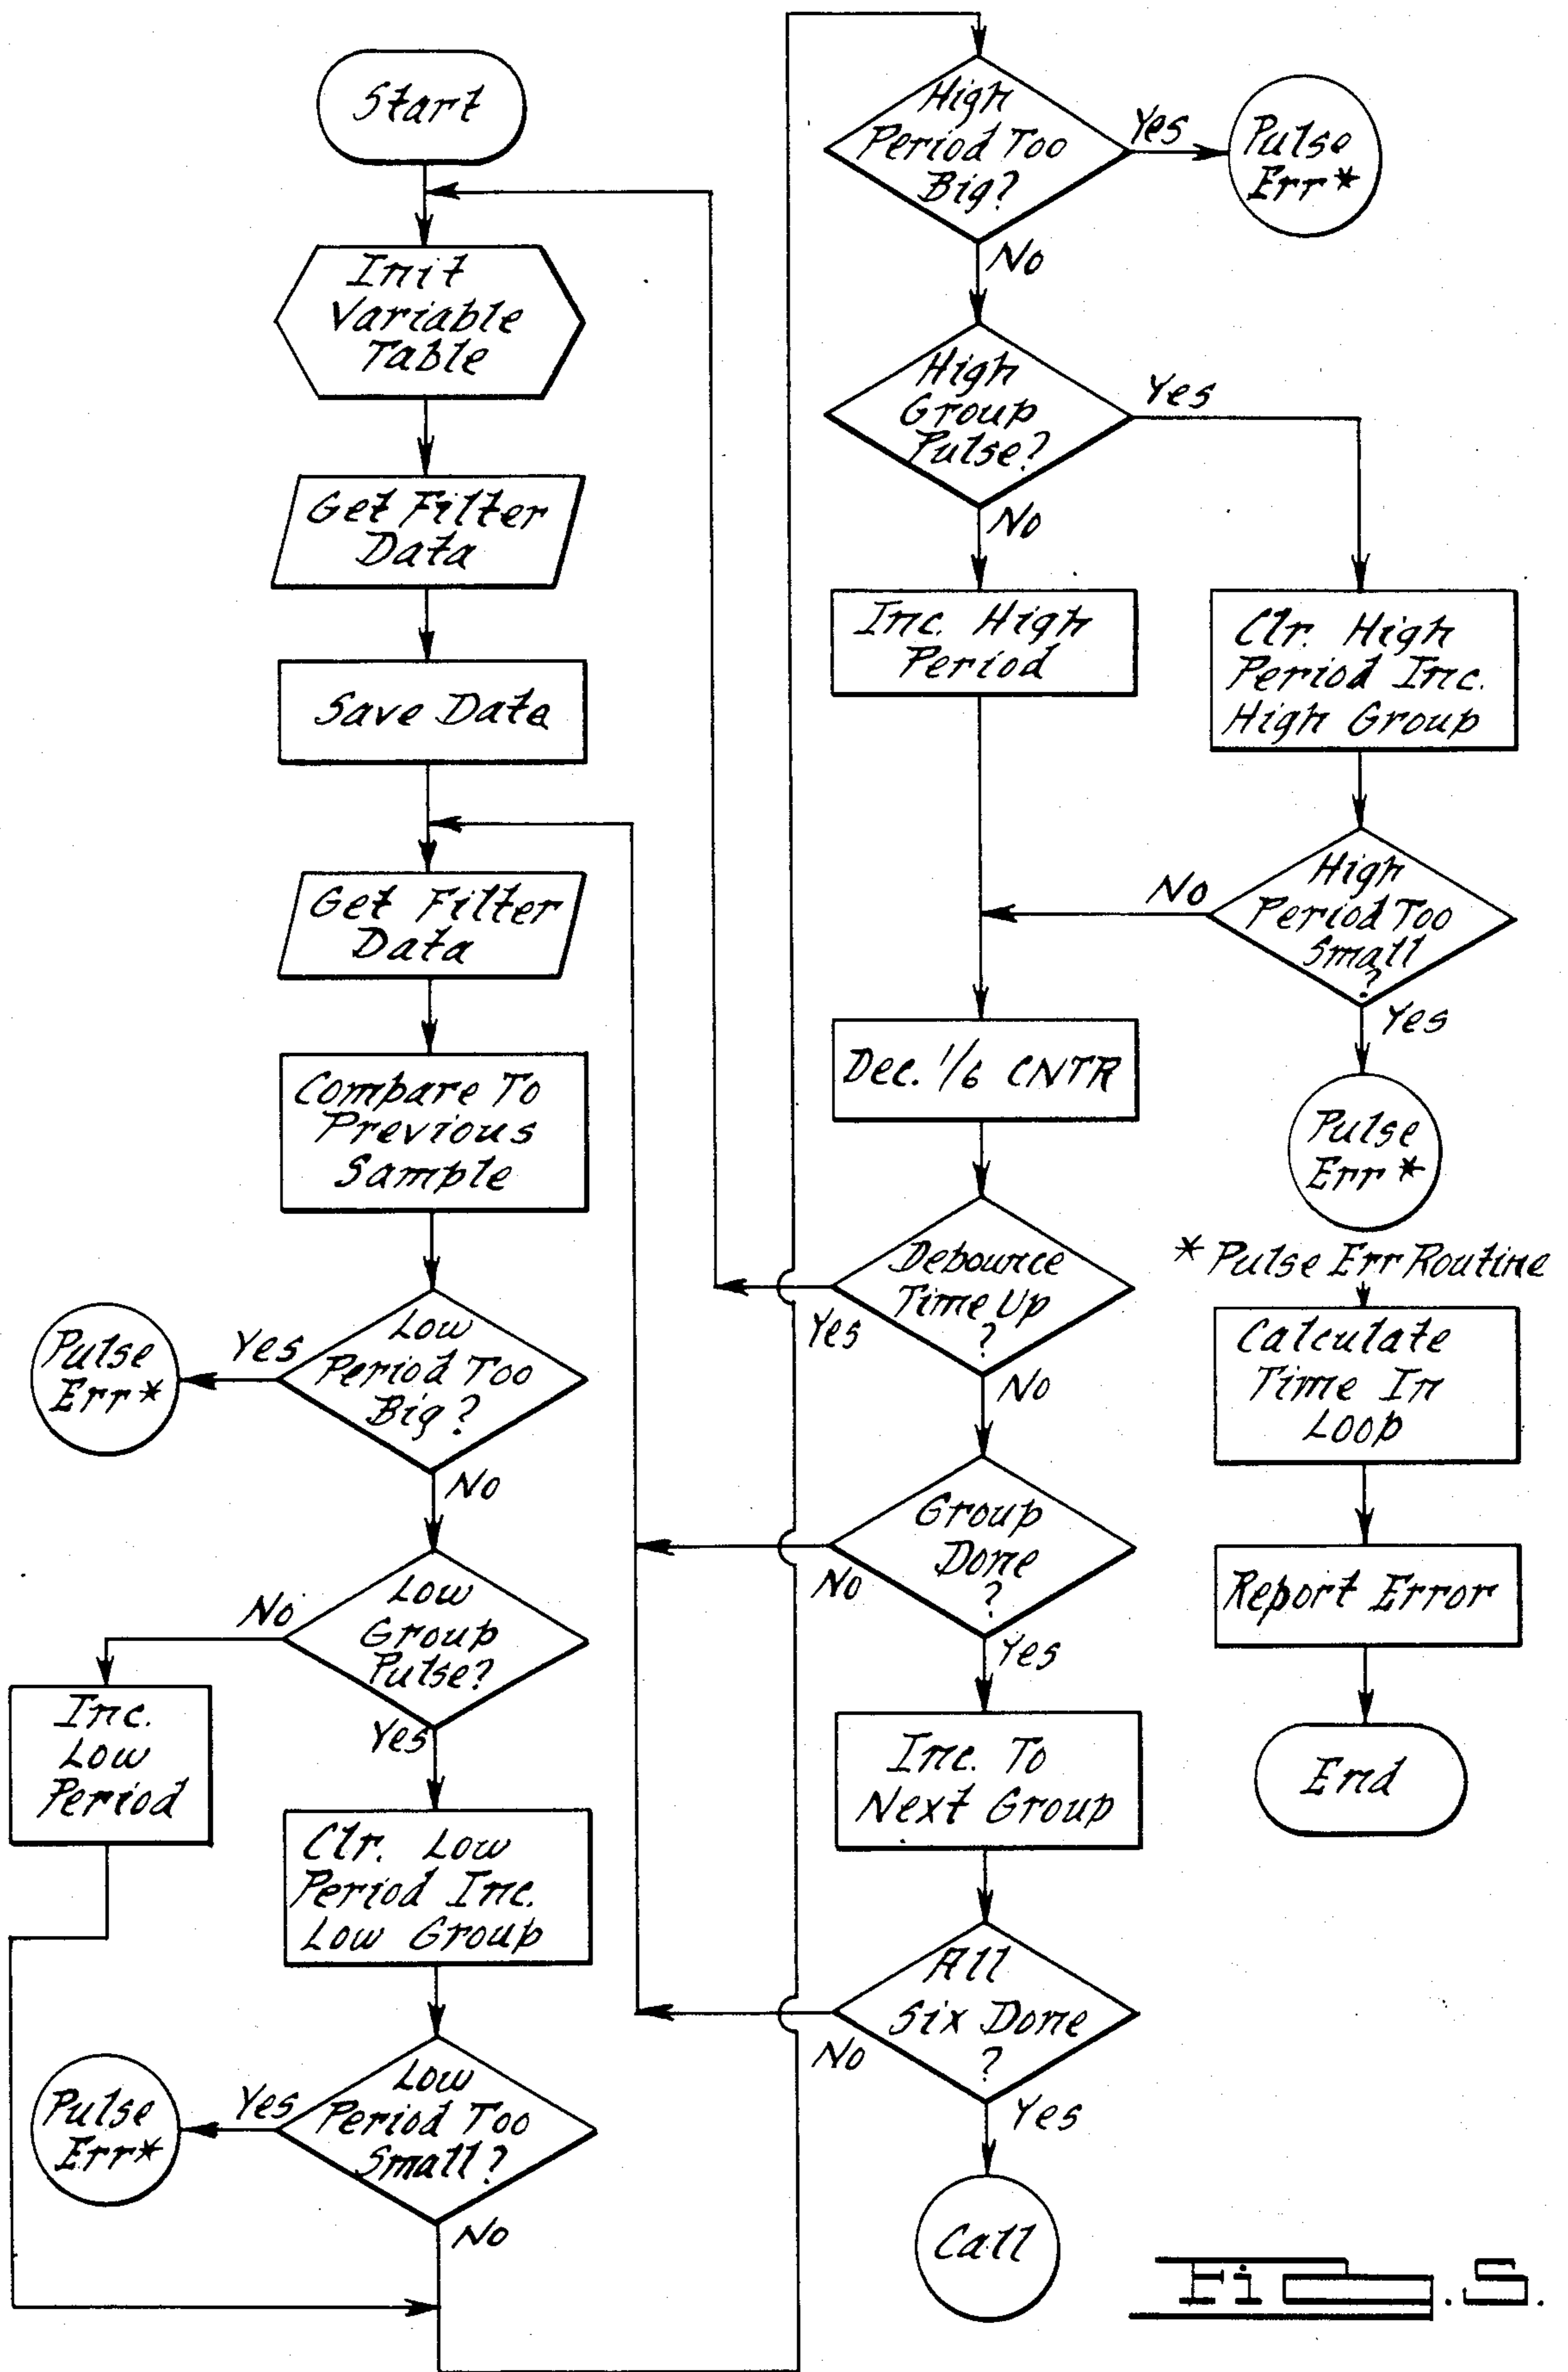 Start
Init
Variable
Table
Get Filter
Data
Save Data
Get Filter
Data
Compare To
Previous
Sample
Low
Period Too
Big?
Yes
Pulse
Err*
No
Low
Group
Pulse?
No
Inc.
Low
Period
Yes
Clr. Low
Period Inc.
Low Group
Low
Period Too
Small?
Yes
Pulse
Err*
No
High
Period Too
Big?
Yes
Pulse
Err*
No
High
Group
Pulse?
Yes
No
Inc. High
Period
Clr. High
Period Inc.
High Group
High
Period Too
Small
?
No
Yes
Pulse
Err*
Dec. 1/6 CNTR
Debounce
Time Up
?
Yes
No
Group
Done
?
No
Yes
Inc. To
Next Group
All
Six Done
?
No
Yes
Call
* Pulse Err Routine
Calculate
Time In
Loop
Report Error
End